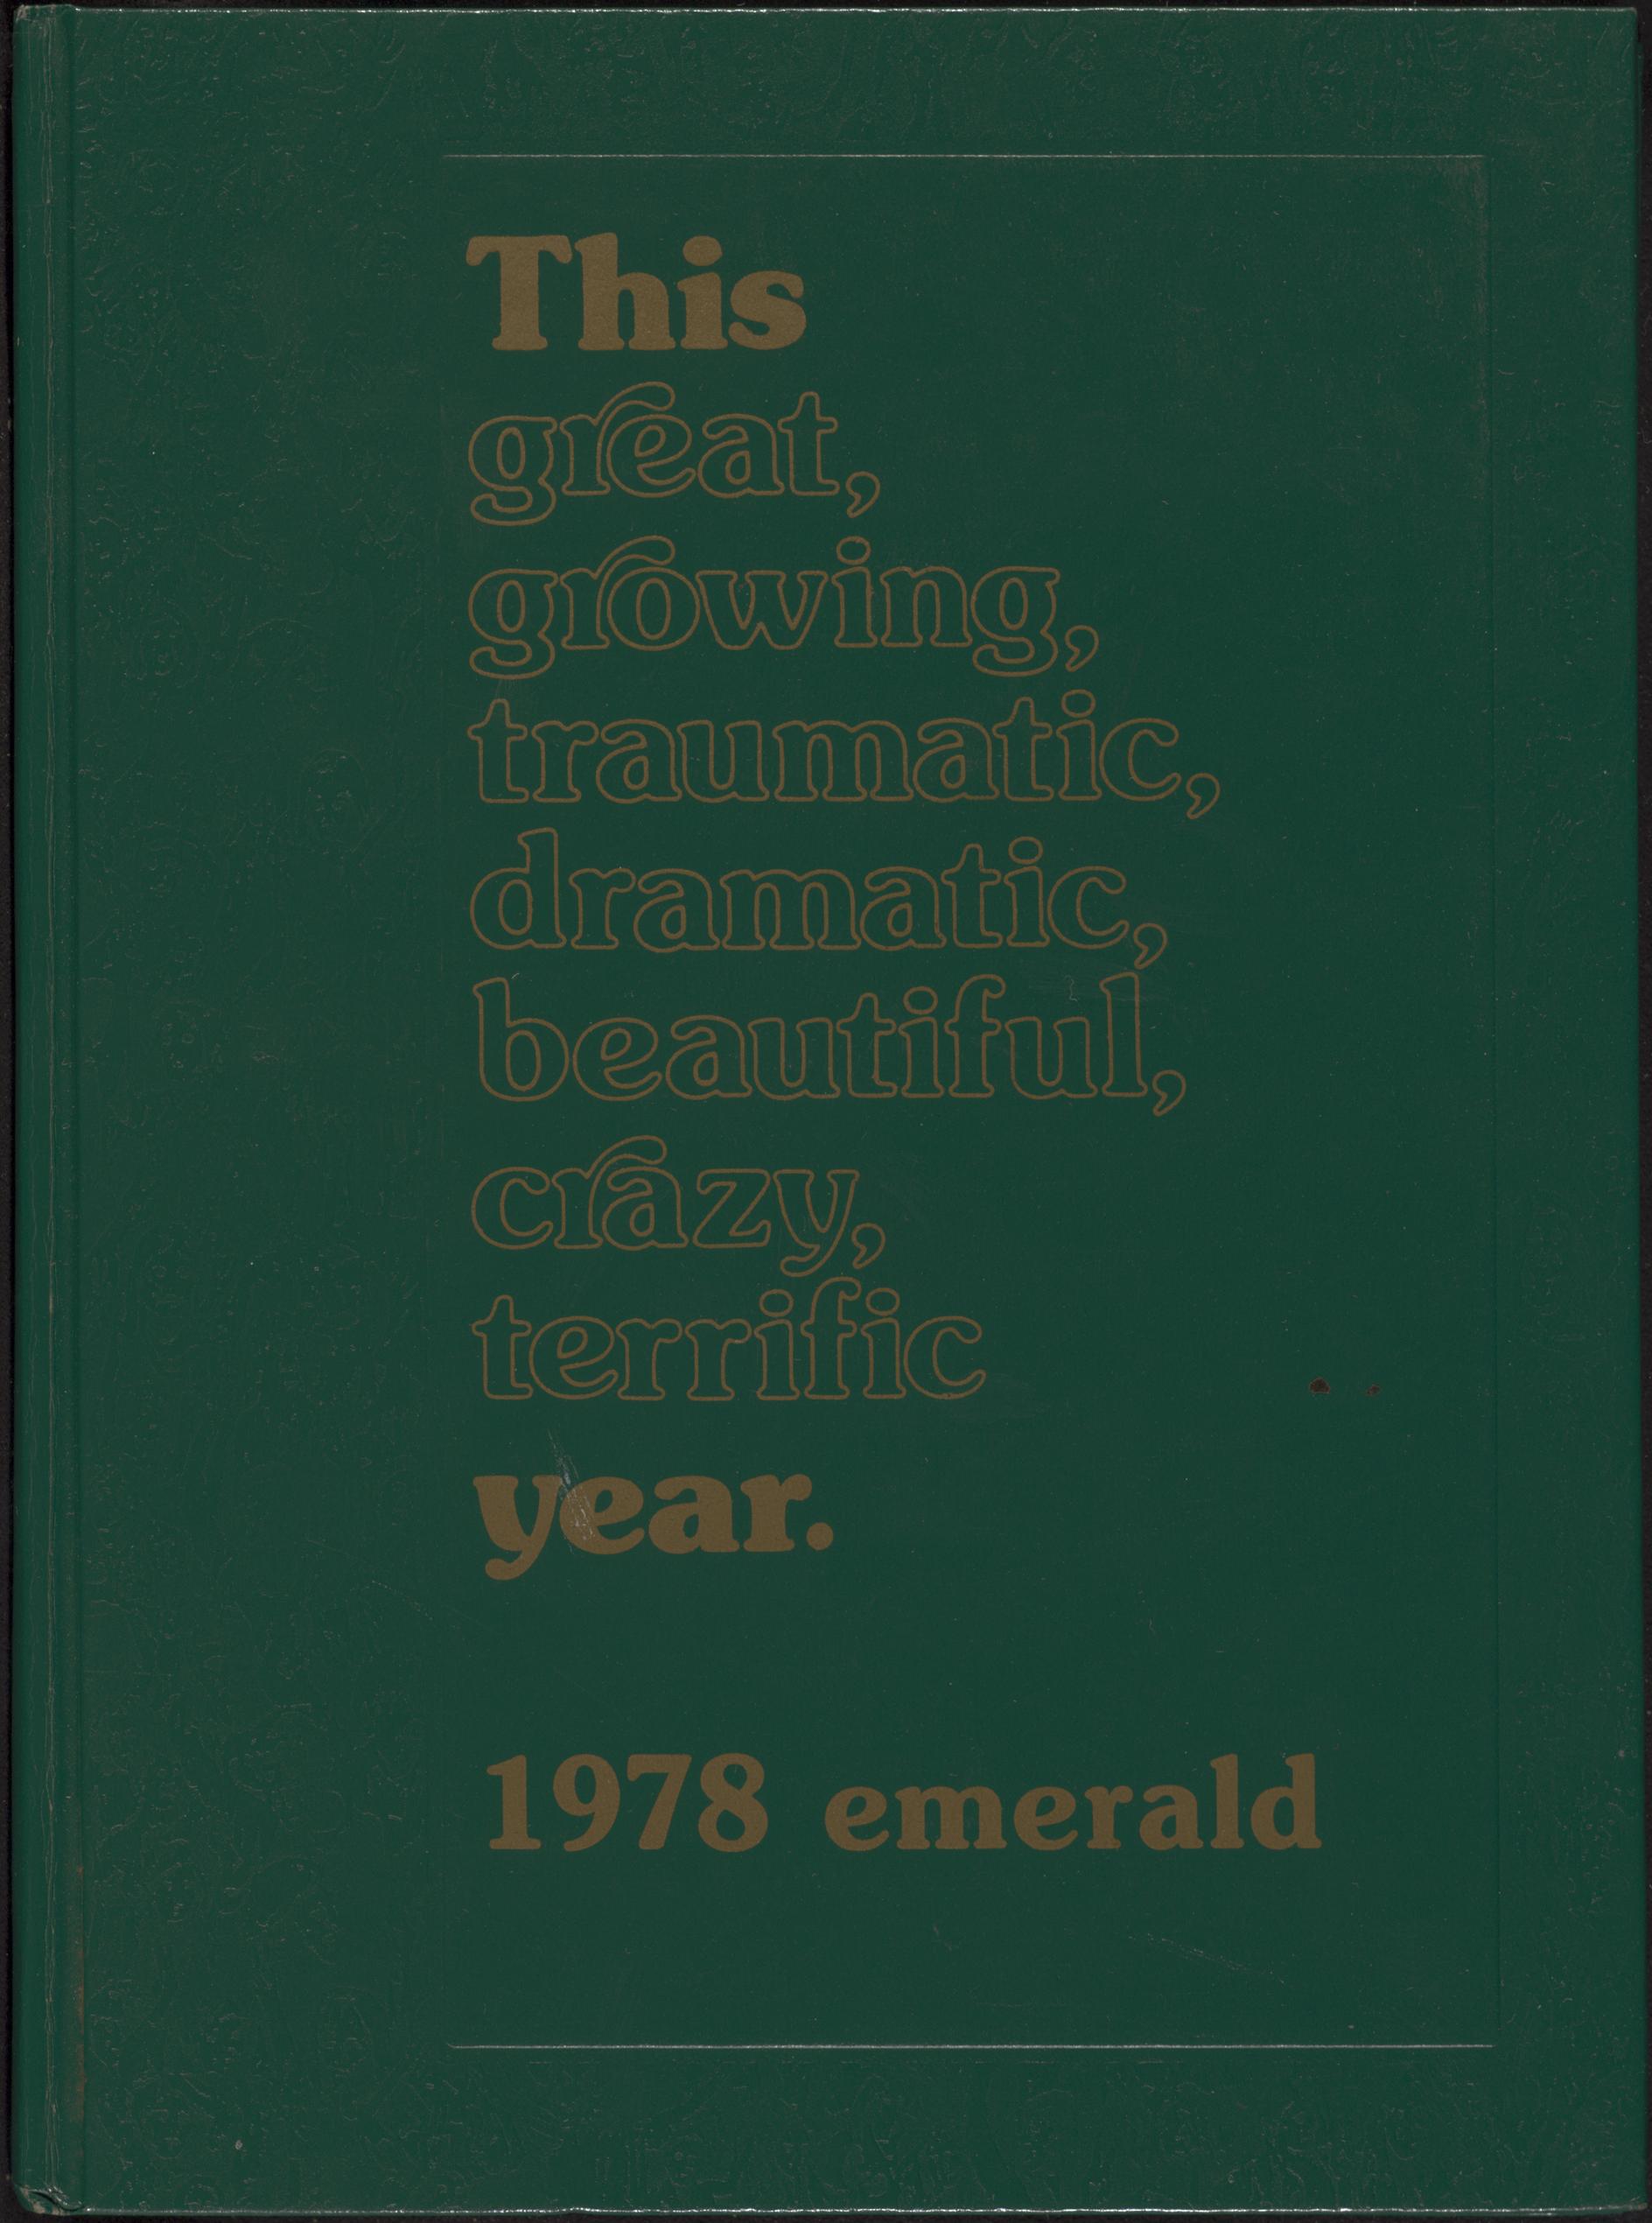 This
great,
growing,
traumatic,
dramatic,
beautiful,
crazy,
terrific
year.
1978 emerald